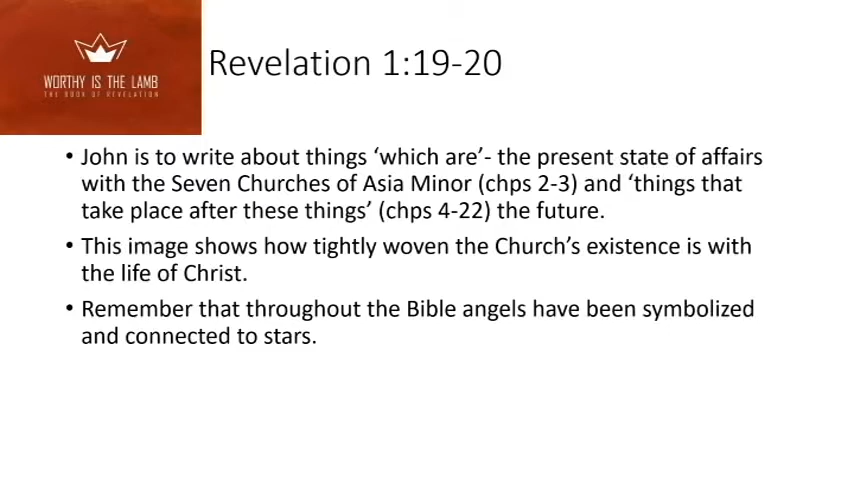 WORTHY IS THE LAMB
THE BOOK OF REVELATION
Revelation 1:19-20
• John is to write about things ‘which are’- the present state of affairs
with the Seven Churches of Asia Minor (chps 2-3) and ‘things that
take place after these things’ (chps 4-22) the future.
• This image shows how tightly woven the Church’s existence is with
the life of Christ.
• Remember that throughout the Bible angels have been symbolized
and connected to stars.